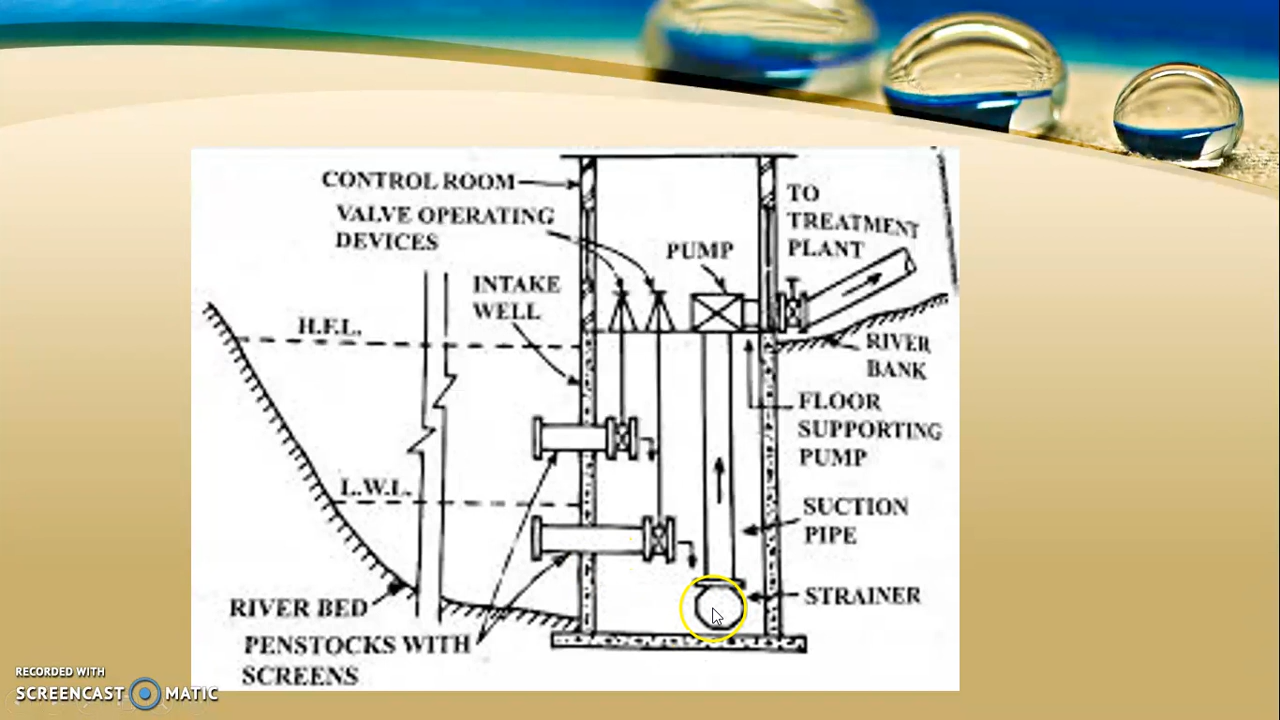 CONTROL ROOM
VALVE OPERATING
DEVICES
TO
TREATMENT
PLANT
PUMP
INTAKE
WELL
H.F.L.
RIVER
BANK
FLOOR
SUPPORTING
PUMP
L.W.L.
SUCTION
PIPE
STRAINER
RIVER BED
PENSTOCKS WITH
SCREENS
RECORDED WITH
SCREENCAST MATIC